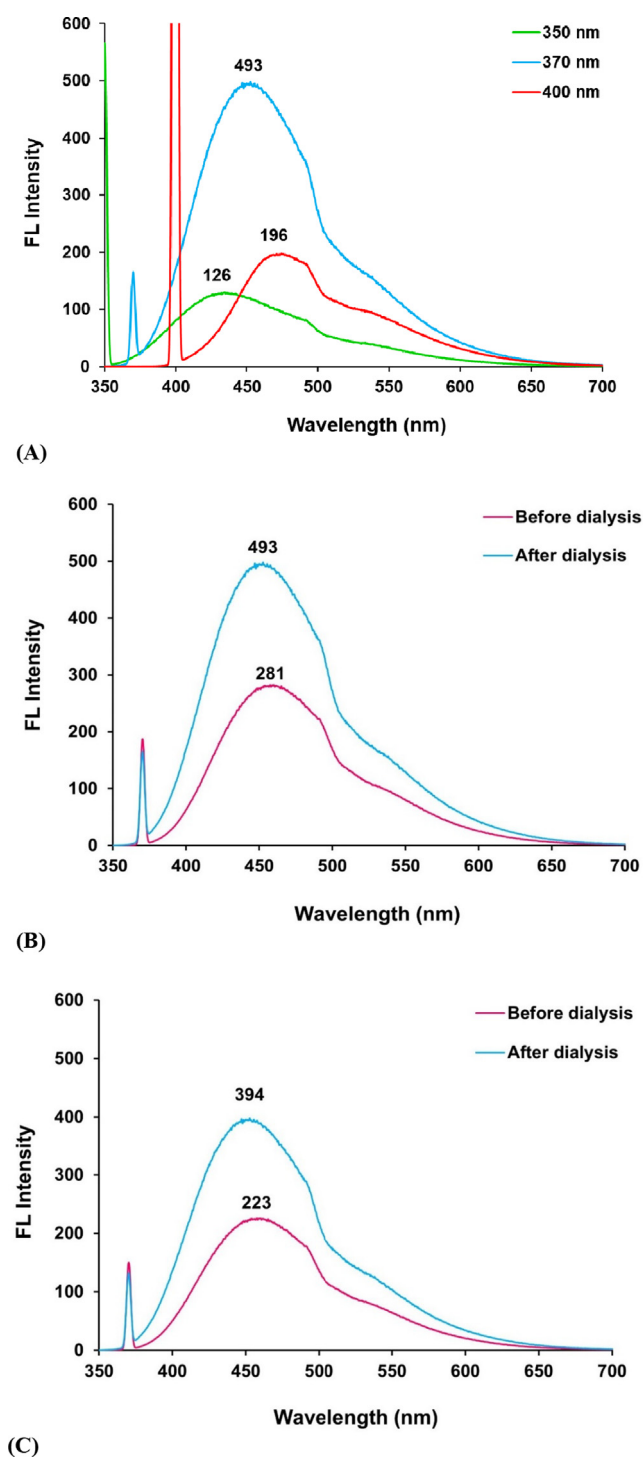 600
500
400
300
200
100
0
FL Intensity
493
196
126
350 nm
370 nm
400 nm
350 400 450 500 550 600 650 700
Wavelength (nm)
(A)
600
500
400
300
200
100
0
FL Intensity
493
281
Before dialysis
After dialysis
350 400 450 500 550 600 650 700
Wavelength (nm)
(B)
600
500
400
300
200
100
0
FL Intensity
394
223
Before dialysis
After dialysis
350 400 450 500 550 600 650 700
Wavelength (nm)
(C)